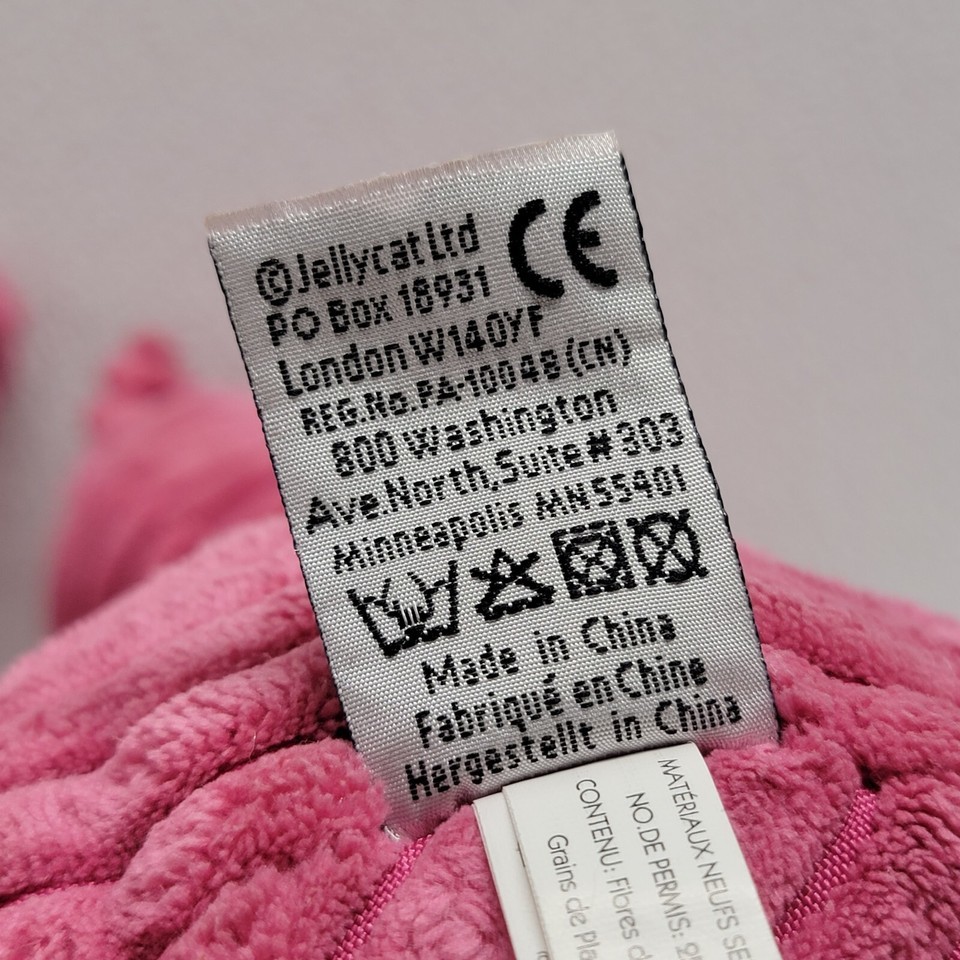 ©Jellycat Ltd CE
PO Box 18931
London W140YF
REG.No.PA-10048 (CN)
800 Washington
Ave.North,Suite#303
Minneapolis MN55401
Made in China
Fabriqué en Chine
Hergestellt in China
MATÉRIAUX NEUFS SE
NO.DE PERMIS:
CONTENU: Fibres d
Grains de Pla